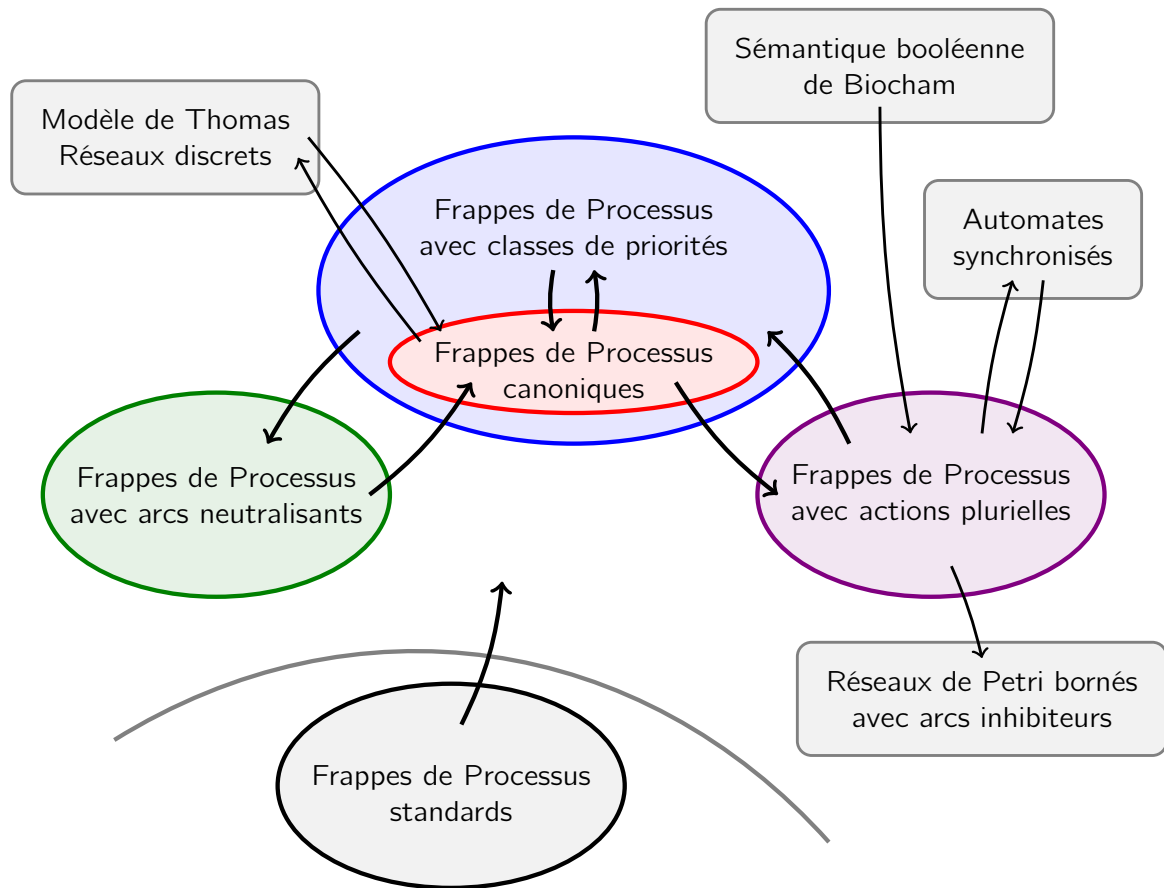 Sémantique booléenne
de Biocham
Modèle de Thomas
Réseaux discrets
Frappes de Processus
avec classes de priorités
Automates
synchronisés
Frappes de Processus
canoniques
Frappes de Processus
avec arcs neutralisants
Frappes de Processus
avec actions plurielles
Réseaux de Petri bornés
avec arcs inhibiteurs
Frappes de Processus
standards